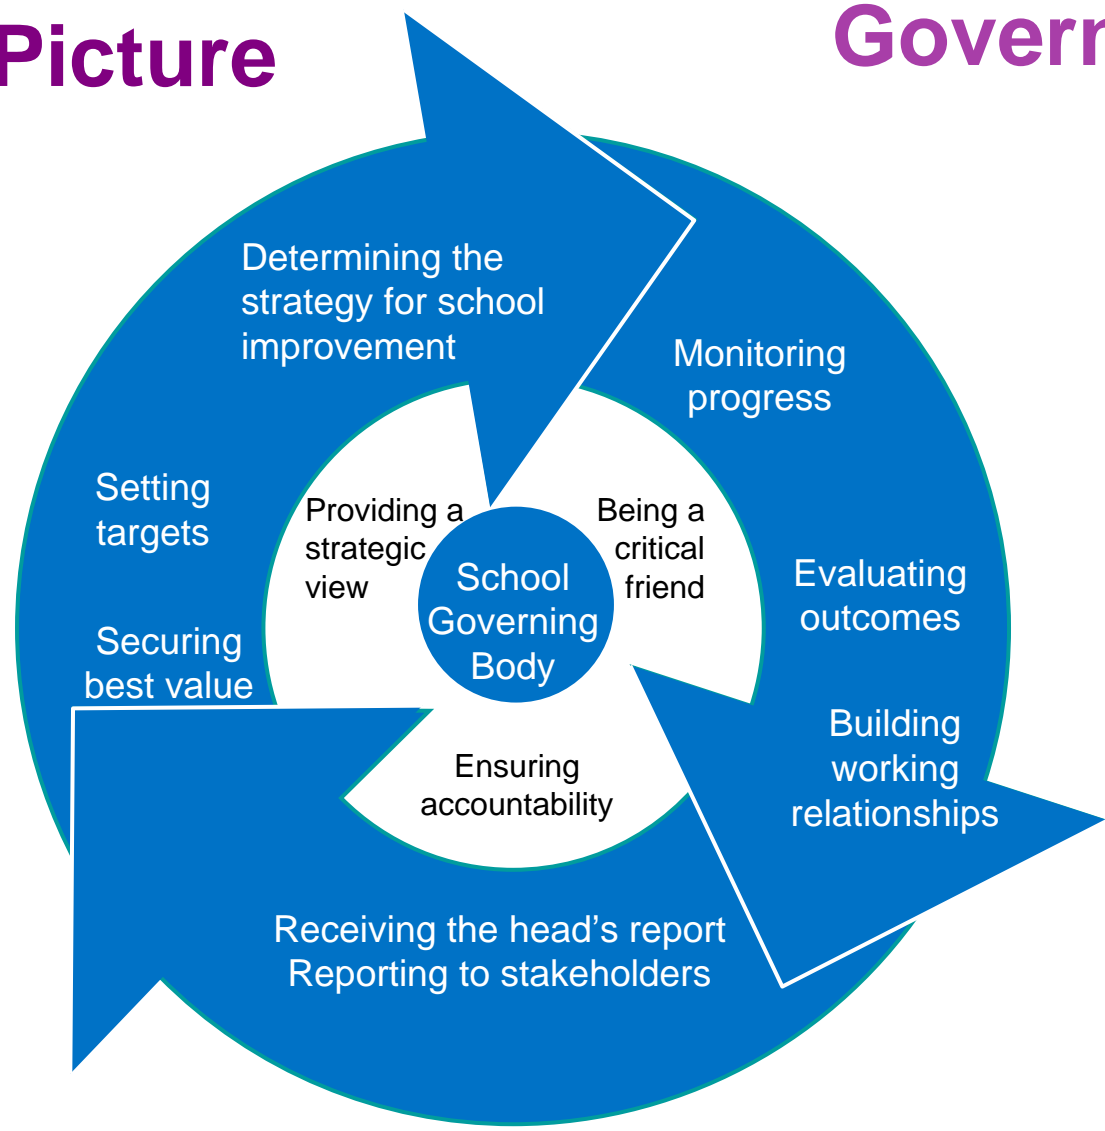 Picture
Govern
Determining the
strategy for school
improvement
Monitoring
progress
Setting
targets
Providing a
strategic
view
Being a
critical
friend
School
Governing
Body
Evaluating
outcomes
Securing
best value
Building
working
relationships
Ensuring
accountability
Receiving the head’s report
Reporting to stakeholders